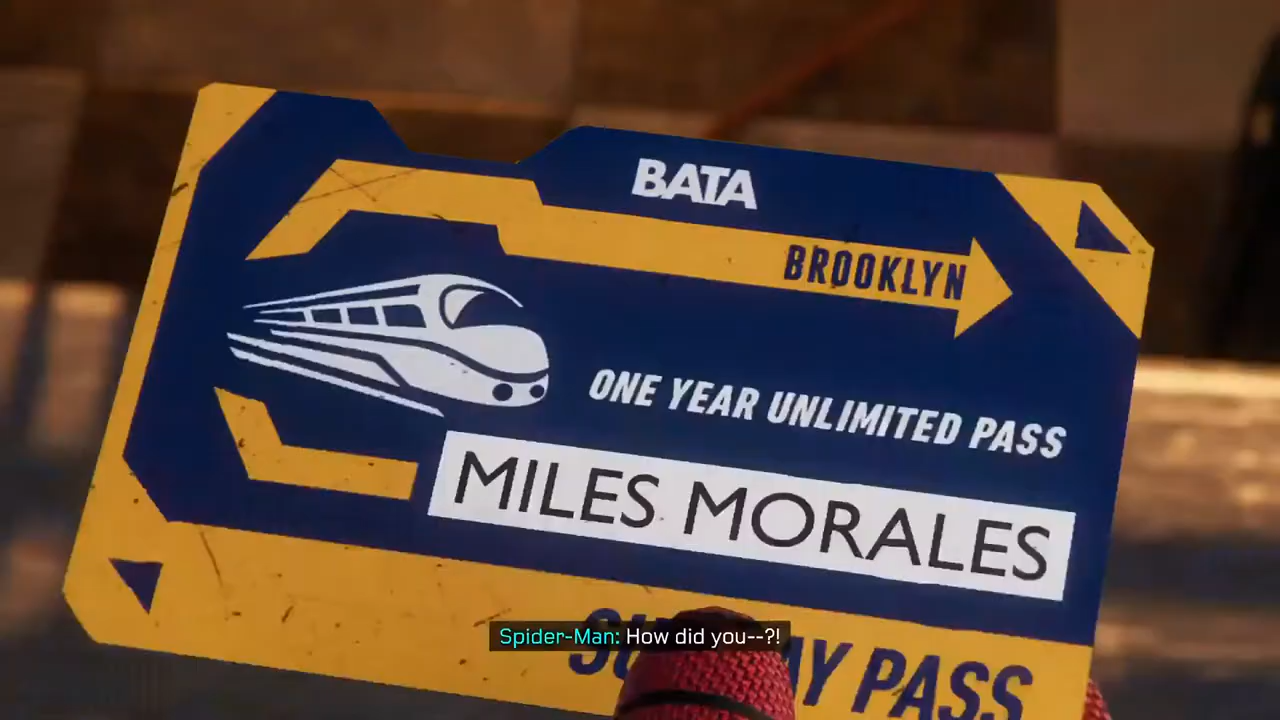 BATA
BROOKLYN
ONE YEAR UNLIMITED PASS
MILES MORALES
Spider-Man: How did you--?!
PASS